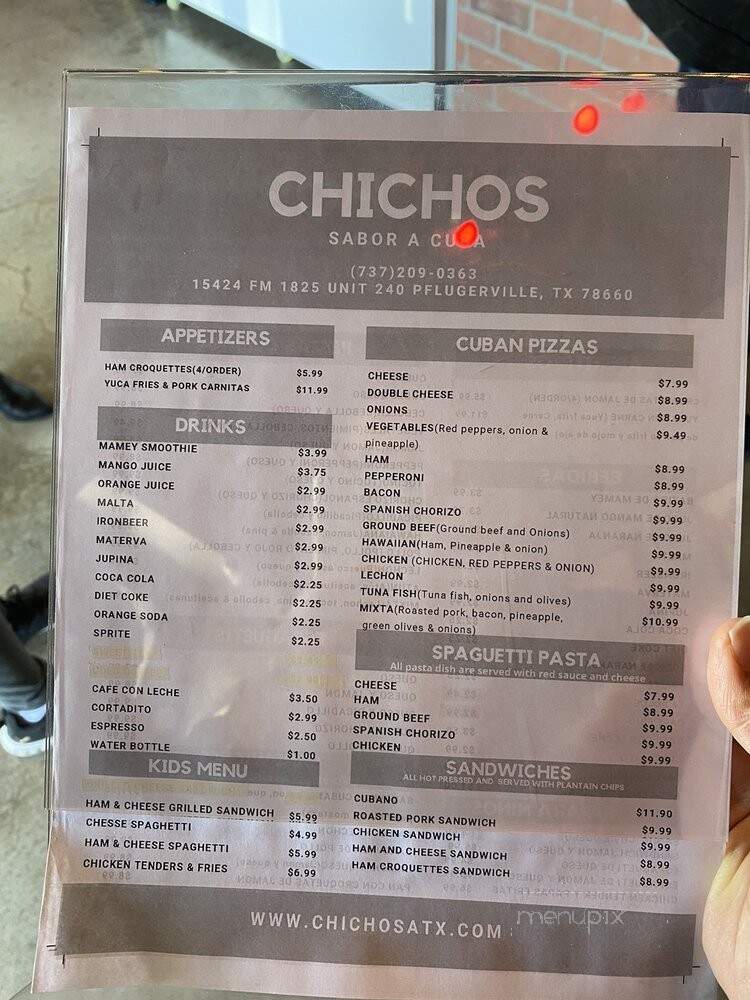 CHICHOS
SABOR A
(737)209-0363
15424 FM 1825 UNIT 240 PFLUGERVILLE, TX 78660
APPETIZERS
HAM CROQUETTES(4/ORDER) $5.99
YUCA FRIES & PORK CARNITAS $11.99
DRINKS
MAMEY SMOOTHIE $3.99
MANGO JUICE $3.75
ORANGE JUICE $2.99
MALTA $2.99
IRONBEER $2.99
MATERVA $2.99
JUPINA $2.99
COCA COLA $2.25
DIET COKE $2.25
ORANGE SODA $2.25
SPRITE $2.25
CAFE CON LECHE $3.50
CORTADITO $2.99
ESPRESSO $2.50
WATER BOTTLE $1.00
KIDS MENU
HAM & CHEESE GRILLED SANDWICH $5.99
CHESSE SPAGHETTI $4.99
HAM & CHEESE SPAGHETTI $5.99
CHICKEN TENDERS & FRIES $6.99
CUBAN PIZZAS
CHEESE $7.99
DOUBLE CHEESE $8.99
ONIONS $8.99
VEGETABLES(Red peppers, onion & $9.49
pineapple)
HAM $8.99
PEPPERONI $8.99
BACON $9.99
SPANISH CHORIZO $9.99
GROUND BEEF(Ground beef and Onions) $9.99
HAWAIIAN(Ham, Pineapple & onion) $9.99
CHICKEN (CHICKEN, RED PEPPERS & ONION) $9.99
LECHON $9.99
TUNA FISH(Tuna fish, onions and olives) $9.99
MIXTA(Roasted pork, bacon, pineapple, $10.99
green olives & onions)
SPAGUETTI PASTA
All pasta dish are served with red sauce and cheese
CHEESE $7.99
HAM $8.99
GROUND BEEF $9.99
SPANISH CHORIZO $9.99
CHICKEN $9.99
SANDWICHES
ALL HOT PRESSED AND SERVED WITH PLANTAIN CHIPS
CUBANO $11.90
ROASTED PORK SANDWICH $9.99
CHICKEN SANDWICH $9.99
HAM AND CHEESE SANDWICH $8.99
HAM CROQUETTES SANDWICH $8.99
WWW.CHICHOSATX.COM
menupix